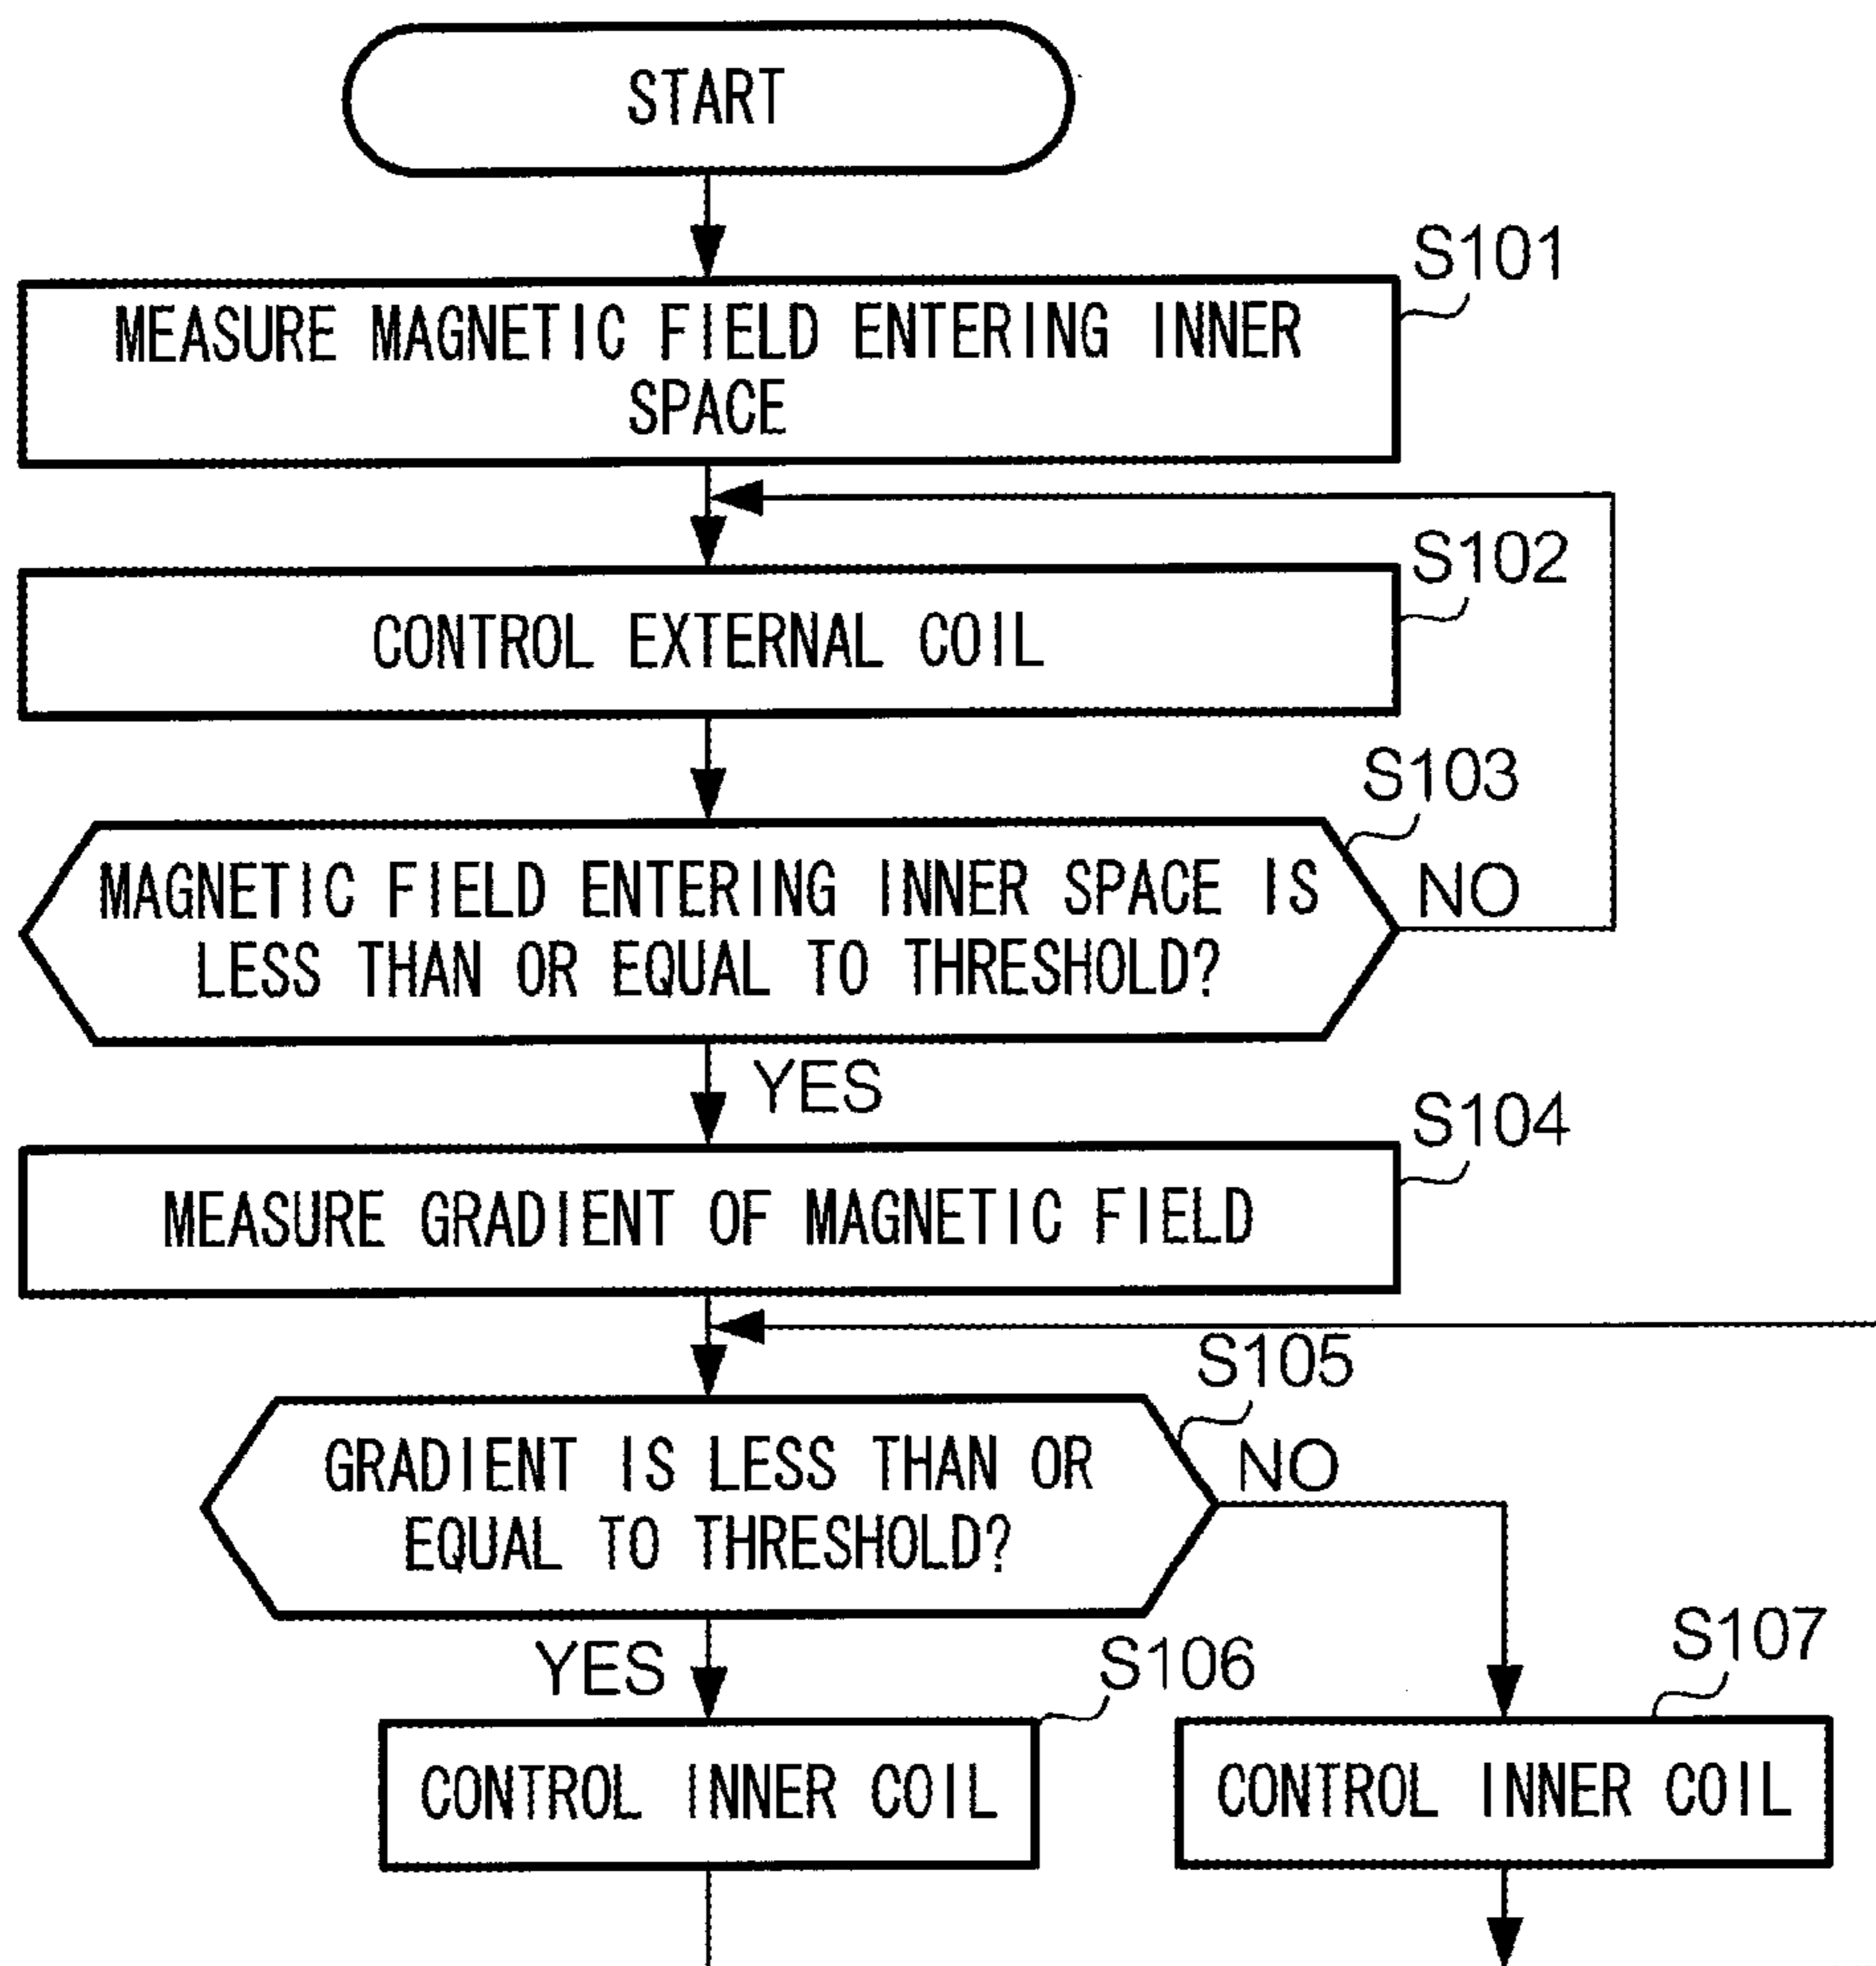 START
S101
MEASURE MAGNETIC FIELD ENTERING INNER
SPACE
S102
CONTROL EXTERNAL COIL
S103
MAGNETIC FIELD ENTERING INNER SPACE IS
LESS THAN OR EQUAL TO THRESHOLD?
NO
YES
S104
MEASURE GRADIENT OF MAGNETIC FIELD
S105
GRADIENT IS LESS THAN OR
EQUAL TO THRESHOLD?
NO
YES
S106
S107
CONTROL INNER COIL
CONTROL INNER COIL